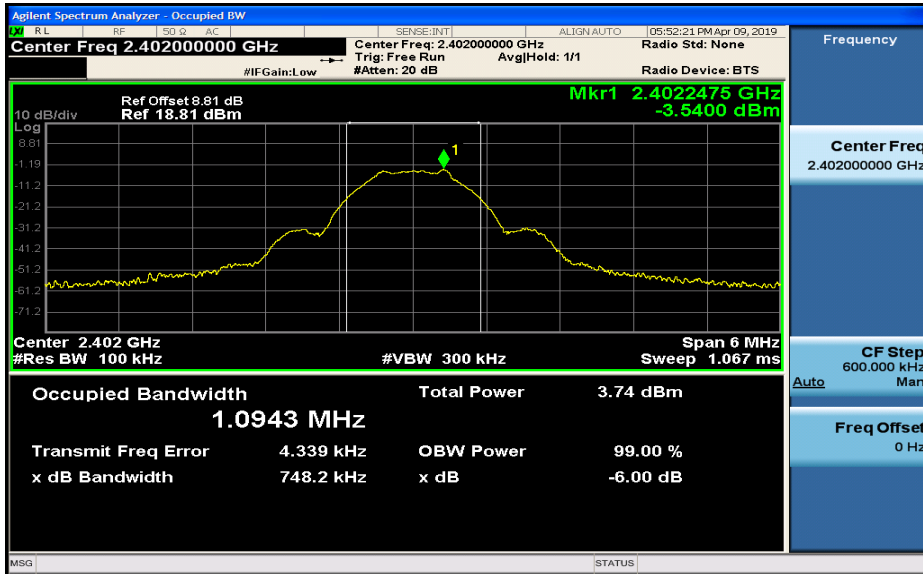 Agilent Spectrum Analyzer - Occupied BW
LXI RL RF 50 Ω AC SENSE:INT ALIGN AUTO 05:52:21 PM Apr 09, 2019
Center Freq 2.402000000 GHz
Center Freq: 2.402000000 GHz
Radio Std: None
Trig: Free Run Avg|Hold: 1/1
#IFGain:Low #Atten: 20 dB Radio Device: BTS
Ref Offset 8.81 dB
10 dB/div Ref 18.81 dBm
Mkr1 2.4022475 GHz
-3.5400 dBm
Log
8.81
-1.19
-11.2
-21.2
-31.2
-41.2
-51.2
-61.2
-71.2
1
Center 2.402 GHz Span 6 MHz
#Res BW 100 kHz #VBW 300 kHz Sweep 1.067 ms
Occupied Bandwidth Total Power 3.74 dBm
1.0943 MHz
Transmit Freq Error 4.339 kHz OBW Power 99.00 %
x dB Bandwidth 748.2 kHz x dB -6.00 dB
MSG STATUS
Frequency
Center Freq
2.402000000 GHz
CF Step
600.000 kHz
Auto Man
Freq Offset
0 Hz